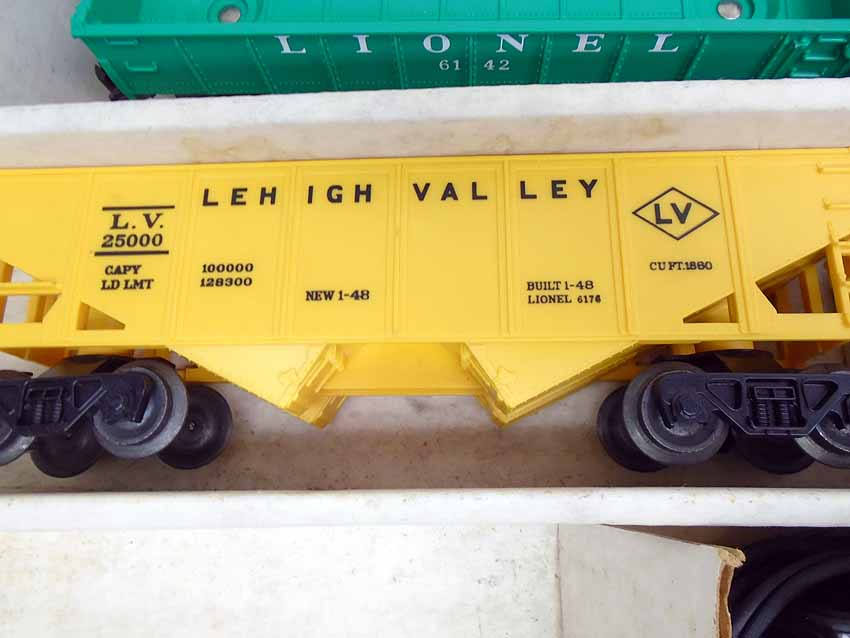 LIONEL
6142
LEHIGH VALLEY
L.V.
25000
CAPY 100000
LD LMT 128300
NEW 1-48
BUILT 1-48
LIONEL 6176
LV
CU FT. 1860